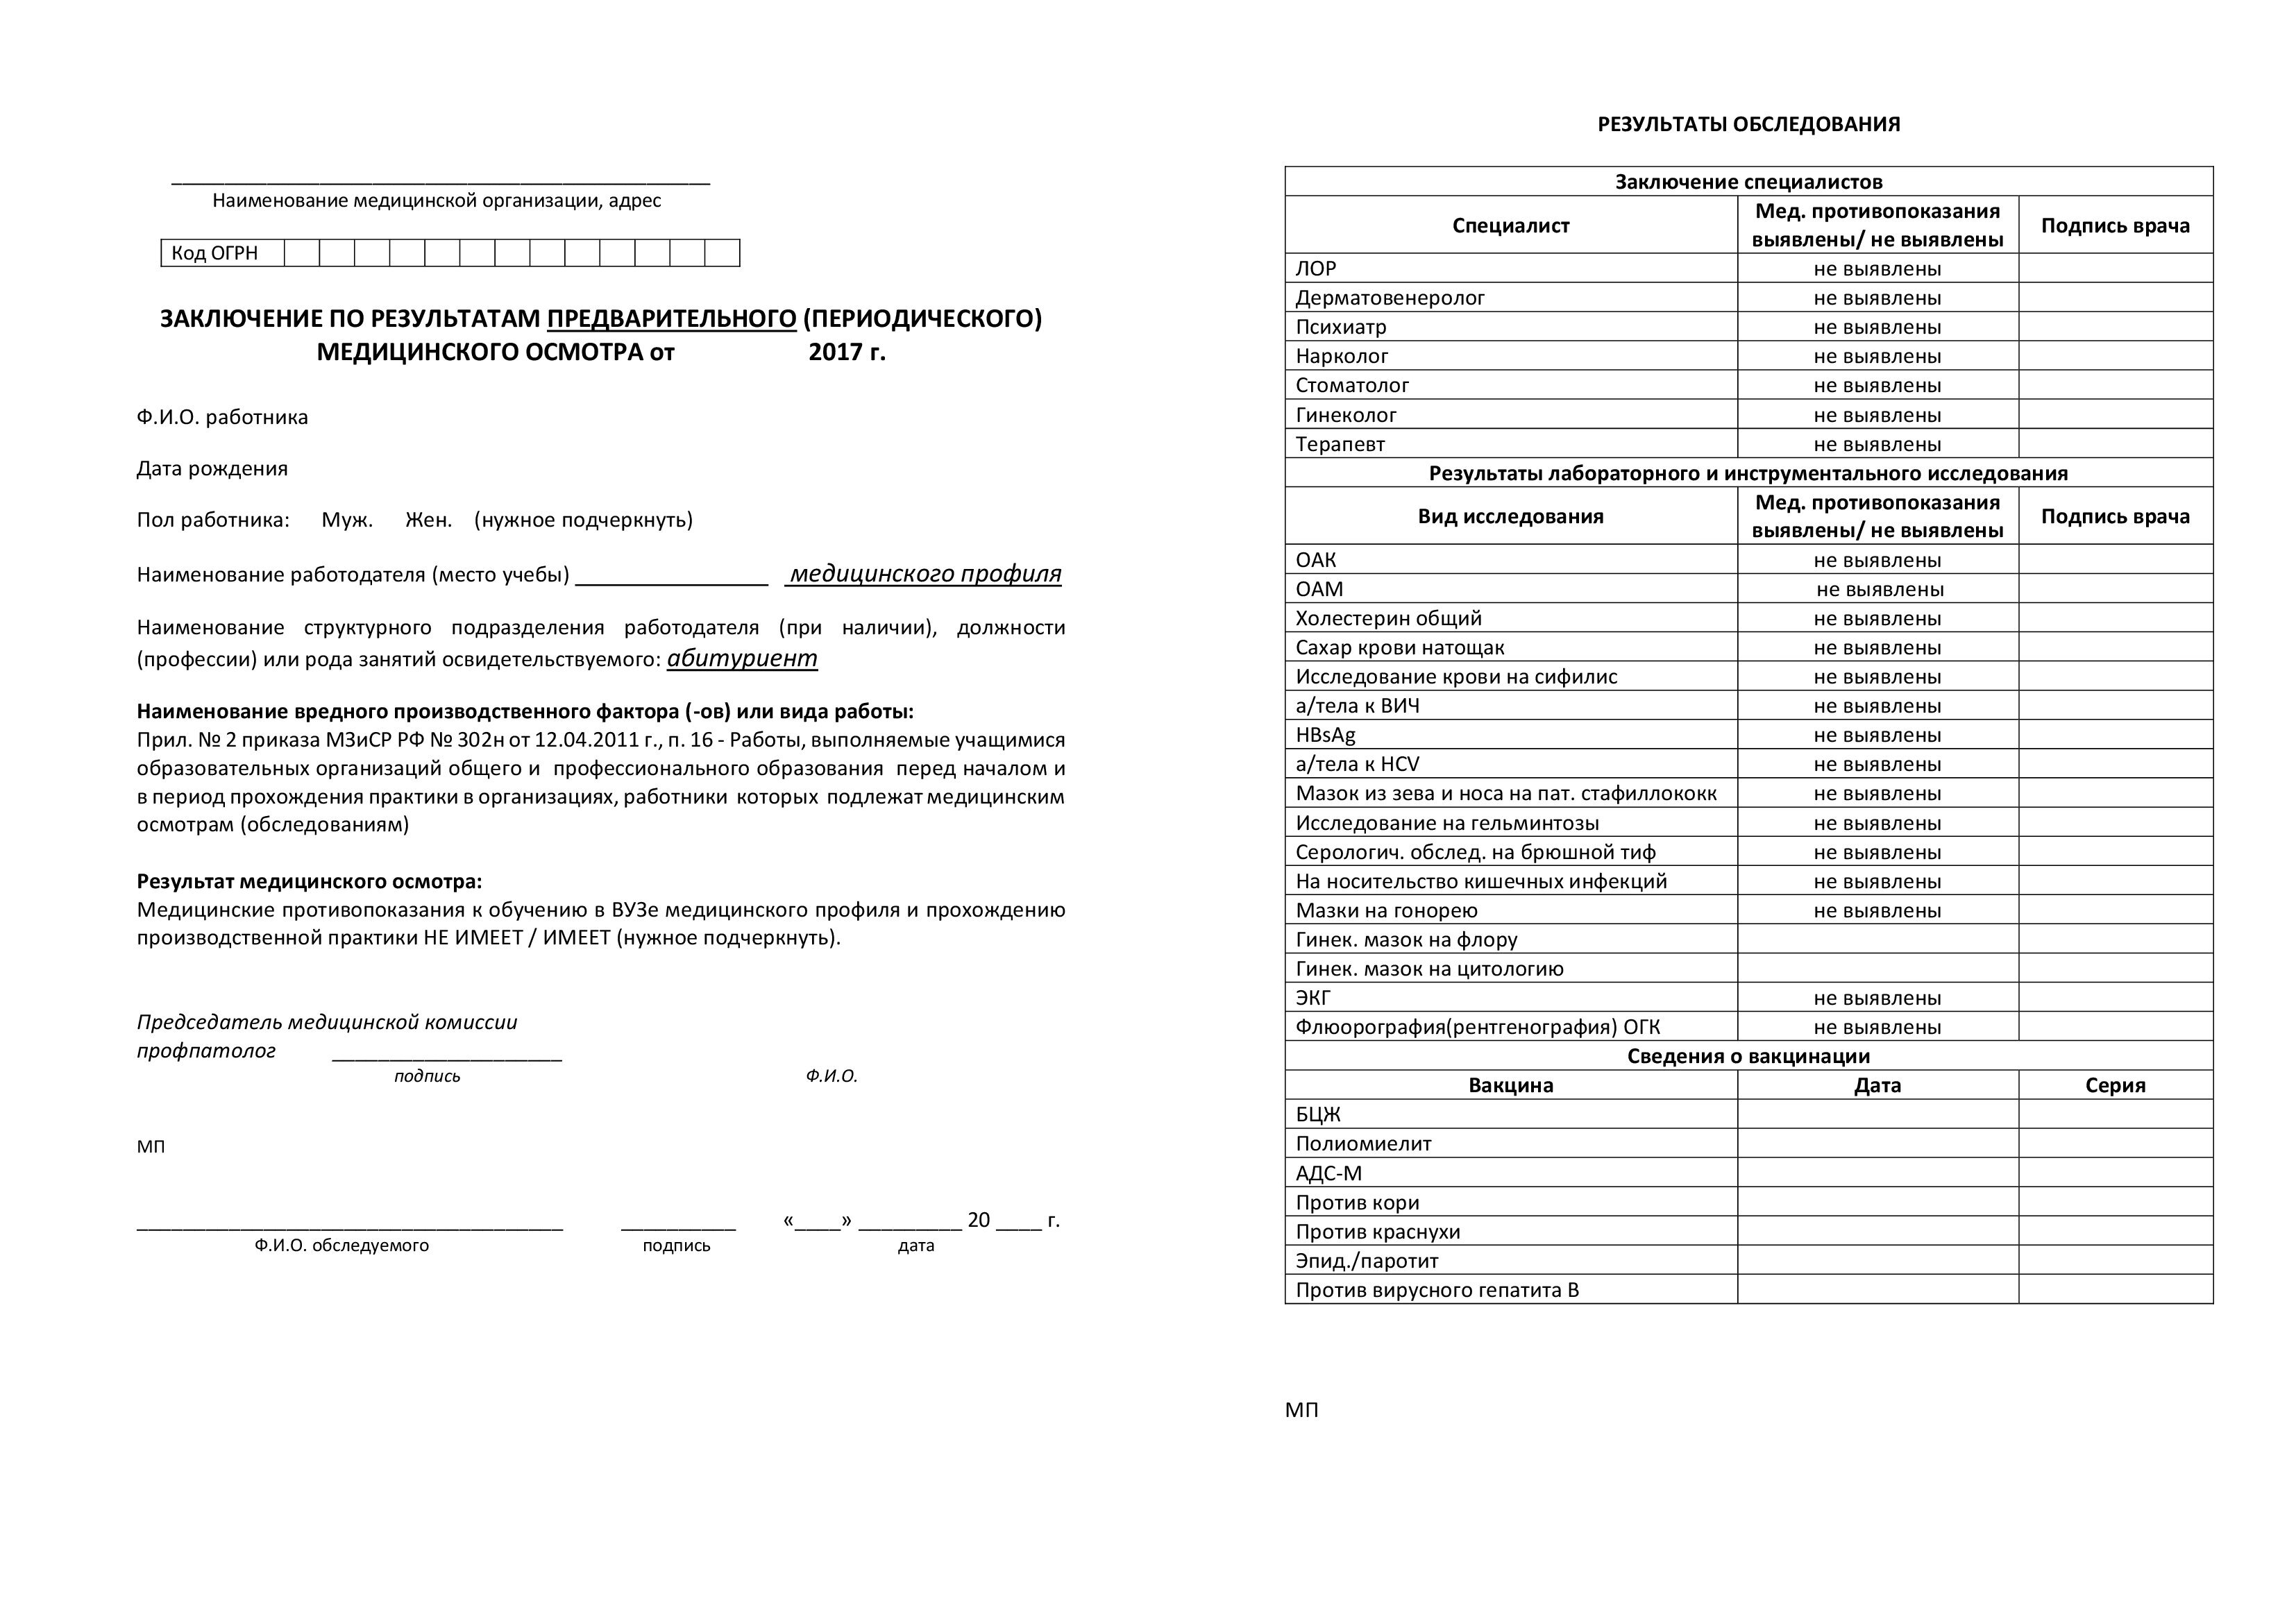 Наименование медицинской организации, адрес
Код ОГРН
ЗАКЛЮЧЕНИЕ ПО РЕЗУЛЬТАТАМ ПРЕДВАРИТЕЛЬНОГО (ПЕРИОДИЧЕСКОГО)
МЕДИЦИНСКОГО ОСМОТРА от 2017 г.
Ф.И.О. работника
Дата рождения
Пол работника: Муж. Жен. (нужное подчеркнуть)
Наименование работодателя (место учебы) ________________ медицинского профиля
Наименование структурного подразделения работодателя (при наличии), должности
(профессии) или рода занятий освидетельствуемого: абитуриент
Наименование вредного производственного фактора (-ов) или вида работы:
Прил. № 2 приказа МЗиСР РФ № 302н от 12.04.2011 г., п. 16 - Работы, выполняемые учащимися
образовательных организаций общего и профессионального образования перед началом и
в период прохождения практики в организациях, работники которых подлежат медицинским
осмотрам (обследованиям)
Результат медицинского осмотра:
Медицинские противопоказания к обучению в ВУЗе медицинского профиля и прохождению
производственной практики НЕ ИМЕЕТ / ИМЕЕТ (нужное подчеркнуть).
Председатель медицинской комиссии
профпатолог ____________________
подпись Ф.И.О.
МП
_____________________________________ __________ «____» _________ 20 ____ г.
Ф.И.О. обследуемого подпись дата
РЕЗУЛЬТАТЫ ОБСЛЕДОВАНИЯ
Заключение специалистов
Специалист Мед. противопоказания выявлены/ не выявлены Подпись врача
ЛОР не выявлены
Дерматовенеролог не выявлены
Психиатр не выявлены
Нарколог не выявлены
Стоматолог не выявлены
Гинеколог не выявлены
Терапевт не выявлены
Результаты лабораторного и инструментального исследования
Вид исследования Мед. противопоказания выявлены/ не выявлены Подпись врача
ОАК не выявлены
ОАМ не выявлены
Холестерин общий не выявлены
Сахар крови натощак не выявлены
Исследование крови на сифилис не выявлены
а/тела к ВИЧ не выявлены
HBsAg не выявлены
а/тела к HCV не выявлены
Мазок из зева и носа на пат. стафиллококк не выявлены
Исследование на гельминтозы не выявлены
Серологич. обслед. на брюшной тиф не выявлены
На носительство кишечных инфекций не выявлены
Мазки на гонорею не выявлены
Гинек. мазок на флору
Гинек. мазок на цитологию
ЭКГ не выявлены
Флюорография(рентгенография) ОГК не выявлены
Сведения о вакцинации
Вакцина Дата Серия
БЦЖ
Полиомиелит
АДС-М
Против кори
Против краснухи
Эпид./паротит
Против вирусного гепатита В
МП